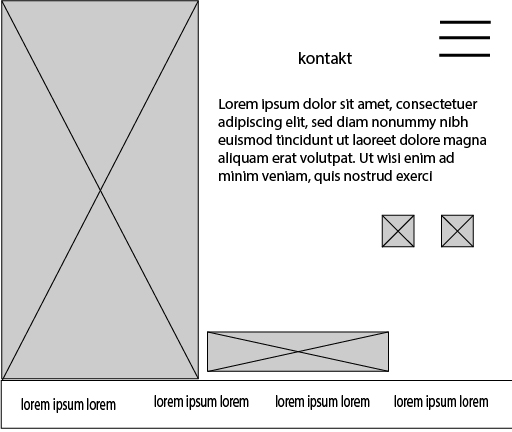 kontakt
Lorem ipsum dolor sit amet, consectetuer
adipiscing elit, sed diam nonummy nibh
euismod tincidunt ut laoreet dolore magna
aliquam erat volutpat. Ut wisi enim ad
minim veniam, quis nostrud exerci
lorem ipsum lorem lorem ipsum lorem lorem ipsum lorem lorem ipsum lorem